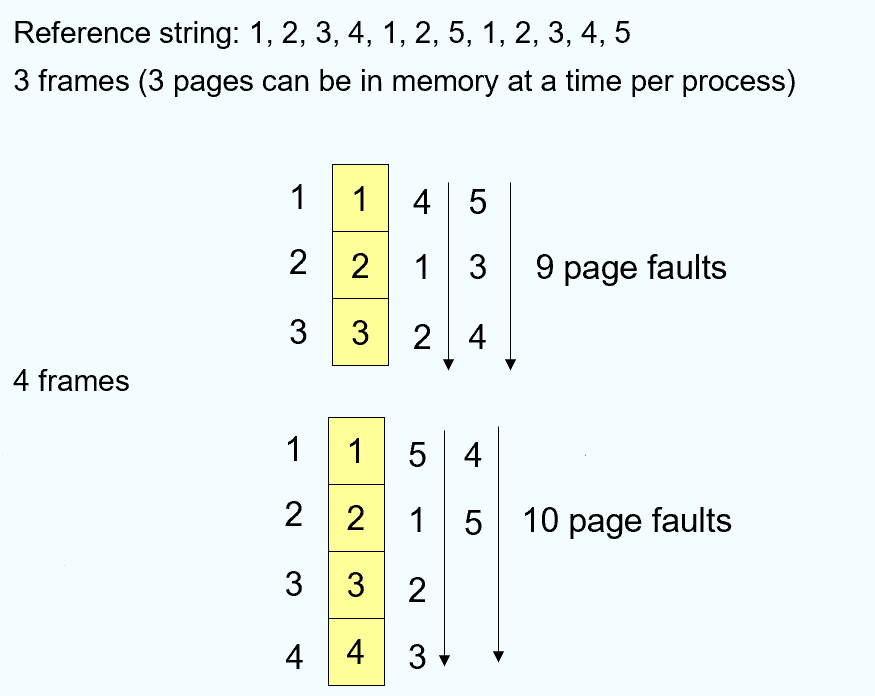 Reference string: 1, 2, 3, 4, 1, 2, 5, 1, 2, 3, 4, 5
3 frames (3 pages can be in memory at a time per process)
1 1 4 5
2 2 1 3 9 page faults
3 3 2 4
4 frames
1 1 5 4
2 2 1 5 10 page faults
3 3 2
4 4 3